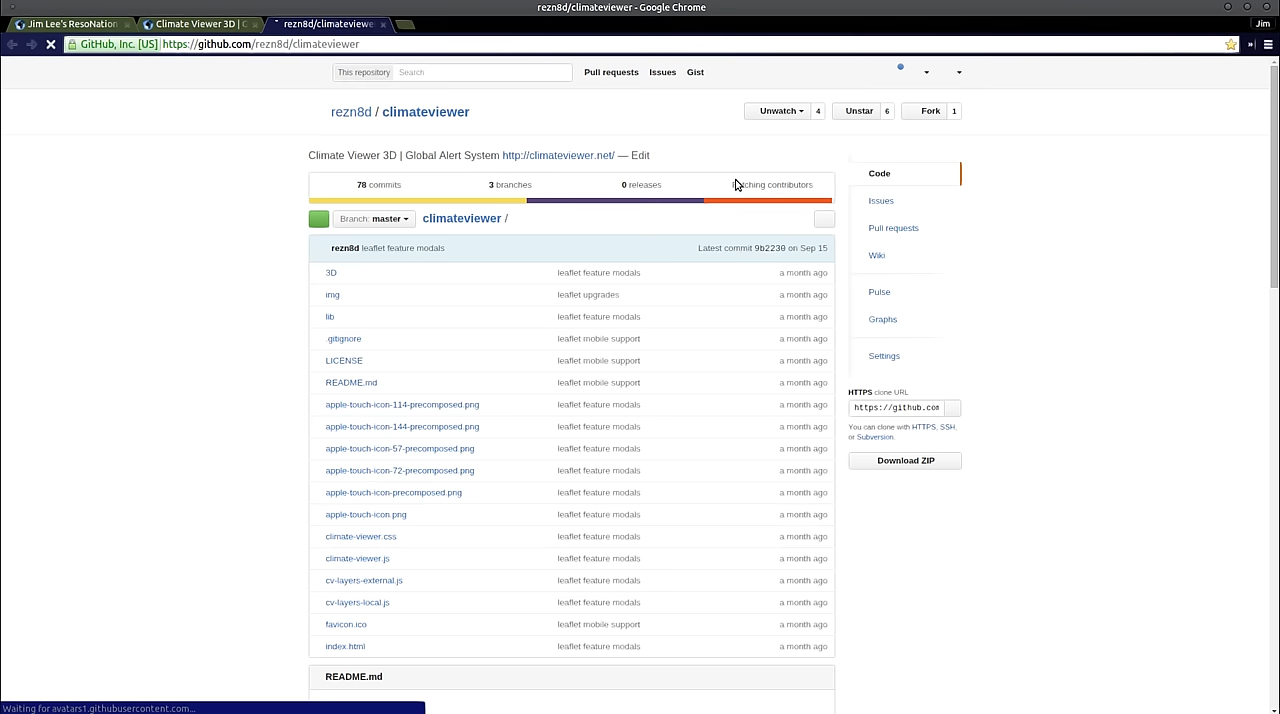 rezn8d/climateviewer - Google Chrome
Jim Lee's ResoNation
Climate Viewer 3D | G
rezn8d/climateviewe
Jim
GitHub, Inc. [US] https://github.com/rezn8d/climateviewer
This repository Search Pull requests Issues Gist
rezn8d / climateviewer
Unwatch 4 Unstar 6 Fork 1
Climate Viewer 3D | Global Alert System http://climateviewer.net/ — Edit
78 commits 3 branches 0 releases contributors
Branch: master climateviewer /
rezn8d leaflet feature modals Latest commit 9b2230 on Sep 15
3D leaflet feature modals a month ago
img leaflet upgrades a month ago
lib leaflet feature modals a month ago
.gitignore leaflet mobile support a month ago
LICENSE leaflet mobile support a month ago
README.md leaflet mobile support a month ago
apple-touch-icon-114-precomposed.png leaflet feature modals a month ago
apple-touch-icon-144-precomposed.png leaflet feature modals a month ago
apple-touch-icon-57-precomposed.png leaflet feature modals a month ago
apple-touch-icon-72-precomposed.png leaflet feature modals a month ago
apple-touch-icon-precomposed.png leaflet feature modals a month ago
apple-touch-icon.png leaflet feature modals a month ago
climate-viewer.css leaflet feature modals a month ago
climate-viewer.js leaflet feature modals a month ago
cv-layers-external.js leaflet feature modals a month ago
cv-layers-local.js leaflet feature modals a month ago
favicon.ico leaflet mobile support a month ago
index.html leaflet feature modals a month ago
README.md
Code
Issues
Pull requests
Wiki
Pulse
Graphs
Settings
HTTPS clone URL
https://github.com
You can clone with HTTPS, SSH,
or Subversion.
Download ZIP
Waiting for avatars1.githubusercontent.com...